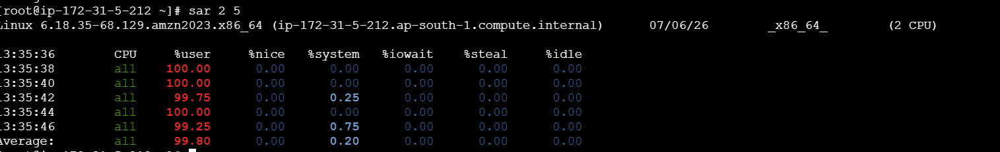 [root@ip-172-31-5-212 ~]# sar 2 5
Linux 6.18.35-68.129.amzn2023.x86_64 (ip-172-31-5-212.ap-south-1.compute.internal) 07/06/26 _x86_64_ (2 CPU)
13:35:36 CPU %user %nice %system %iowait %steal %idle
13:35:38 all 100.00 0.00 0.00 0.00 0.00 0.00
13:35:40 all 100.00 0.00 0.00 0.00 0.00 0.00
13:35:42 all 99.75 0.00 0.25 0.00 0.00 0.00
13:35:44 all 100.00 0.00 0.00 0.00 0.00 0.00
13:35:46 all 99.25 0.00 0.75 0.00 0.00 0.00
Average: all 99.80 0.00 0.20 0.00 0.00 0.00